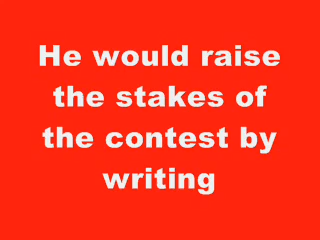 He would raise
the stakes of
the contest by
writing